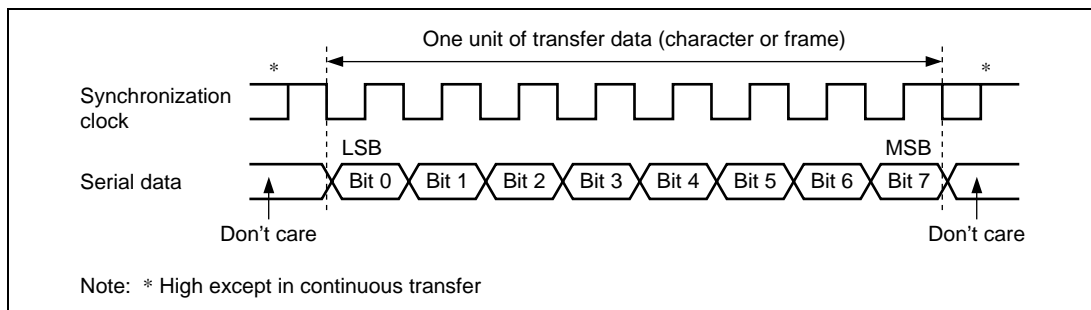 One unit of transfer data (character or frame)
* *
Synchronization
clock
LSB MSB
Serial data Bit 0 Bit 1 Bit 2 Bit 3 Bit 4 Bit 5 Bit 6 Bit 7
Don't care Don't care
Note: * High except in continuous transfer